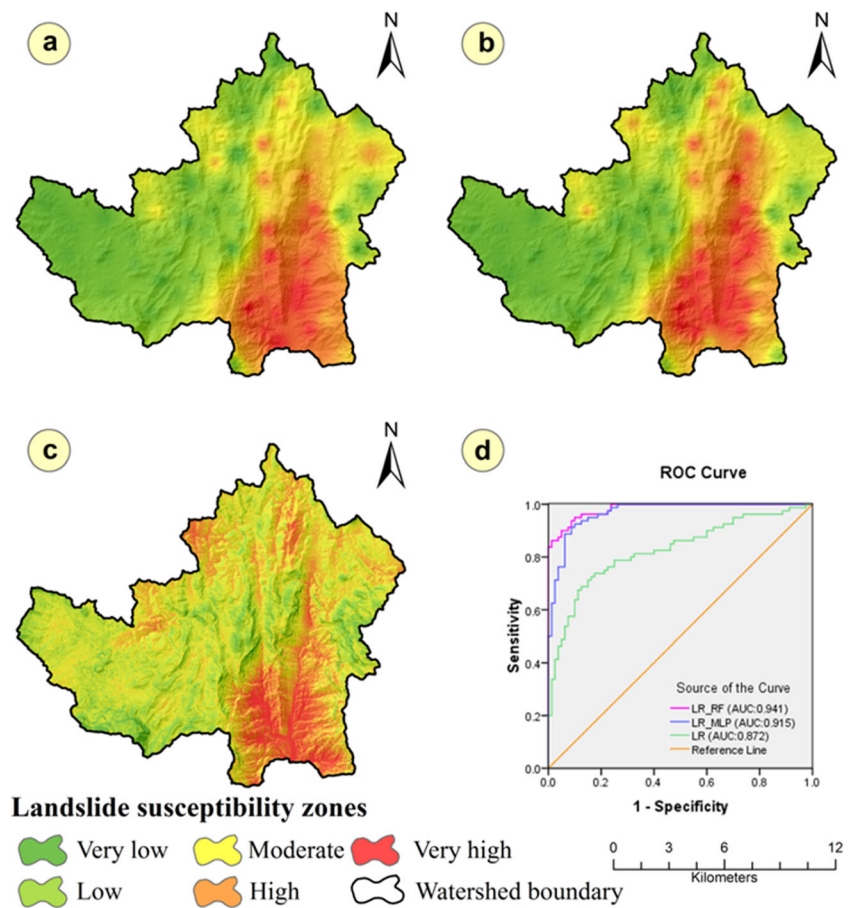 a
N
b
N
c
N
d
ROC Curve
Sensitivity
1.0
0.8
0.6
0.4
0.2
0.0
Source of the Curve
LR_RF (AUC:0.941)
LR_MLP (AUC:0.915)
LR (AUC:0.872)
Reference Line
0.0 0.2 0.4 0.6 0.8 1.0
1 - Specificity
Landslide susceptibility zones
Very low Moderate Very high
Low High Watershed boundary
0 3 6 9 12
Kilometers